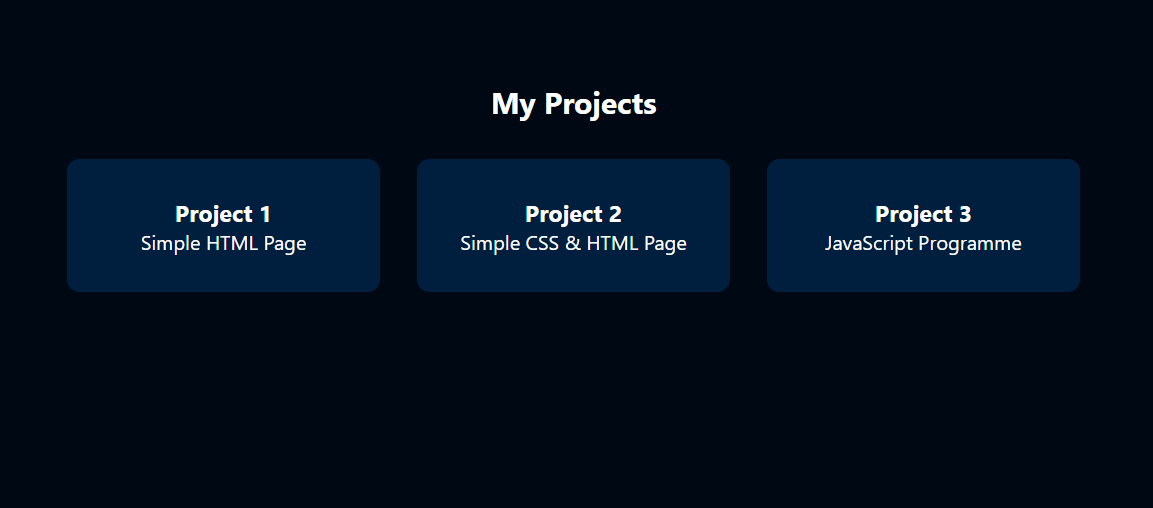 My Projects
Project 1
Simple HTML Page
Project 2
Simple CSS & HTML Page
Project 3
JavaScript Programme